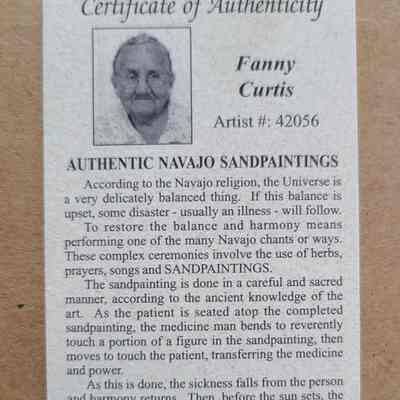 Certificate of Authenticity
Fanny
Curtis
Artist #: 42056
AUTHENTIC NAVAJO SANDPAINTINGS
According to the Navajo religion, the Universe is
a very delicately balanced thing. If this balance is
upset, some disaster - usually an illness - will follow.
To restore the balance and harmony means
performing one of the many Navajo chants or ways.
These complex ceremonies involve the use of herbs,
prayers, songs and SANDPAINTINGS.
The sandpainting is done in a careful and sacred
manner, according to the ancient knowledge of the
art. As the patient is seated atop the completed
sandpainting, the medicine man bends to reverently
touch a portion of a figure in the sandpainting, then
moves to touch the patient, transferring the medicine
and power.
As this is done, the sickness falls from the person
and harmony returns. Then, before the sun sets, the